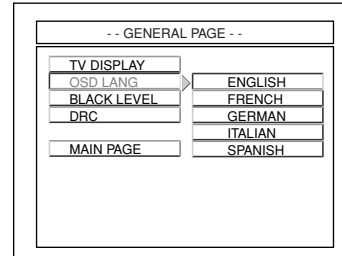 - - GENERAL PAGE - -
TV DISPLAY
OSD LANG
BLACK LEVEL
DRC
MAIN PAGE
ENGLISH
FRENCH
GERMAN
ITALIAN
SPANISH